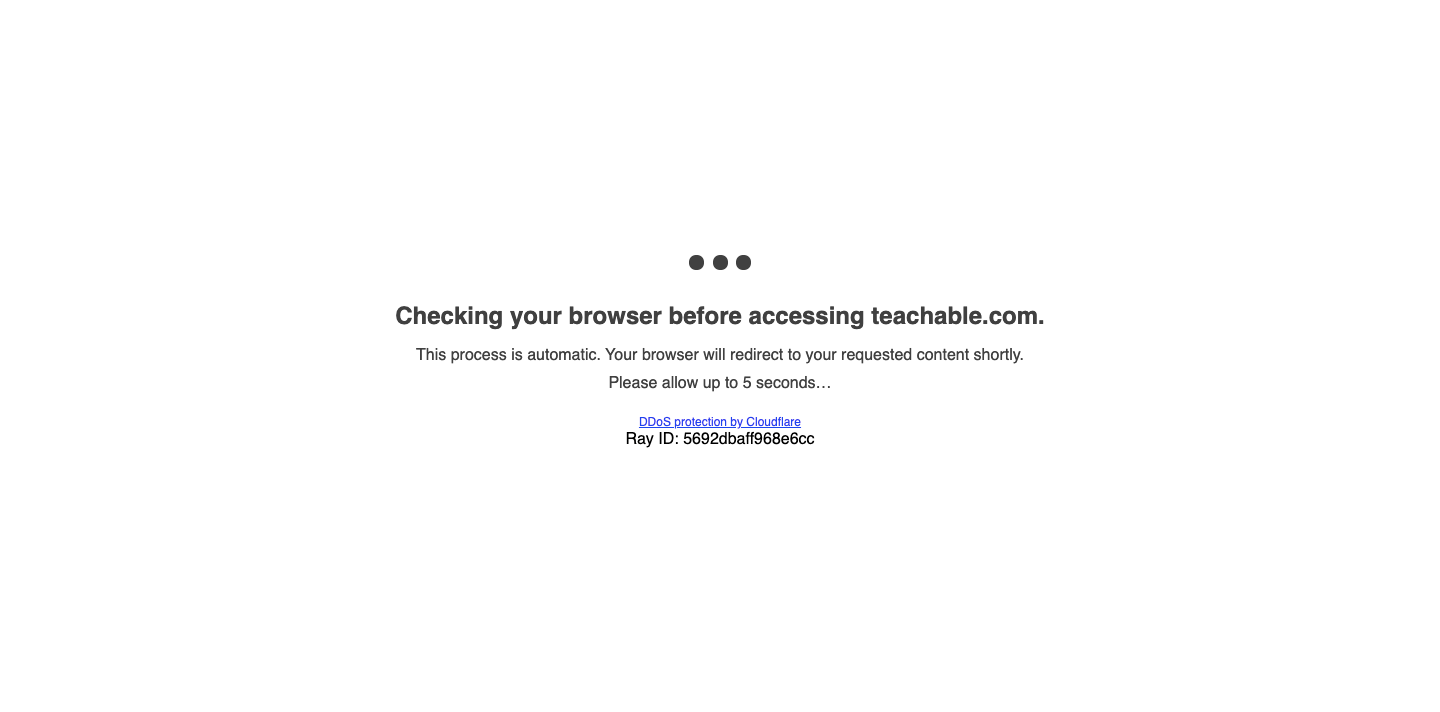 Checking your browser before accessing teachable.com.
This process is automatic. Your browser will redirect to your requested content shortly.
Please allow up to 5 seconds…
DDoS protection by Cloudflare
Ray ID: 5692dbaff968e6cc